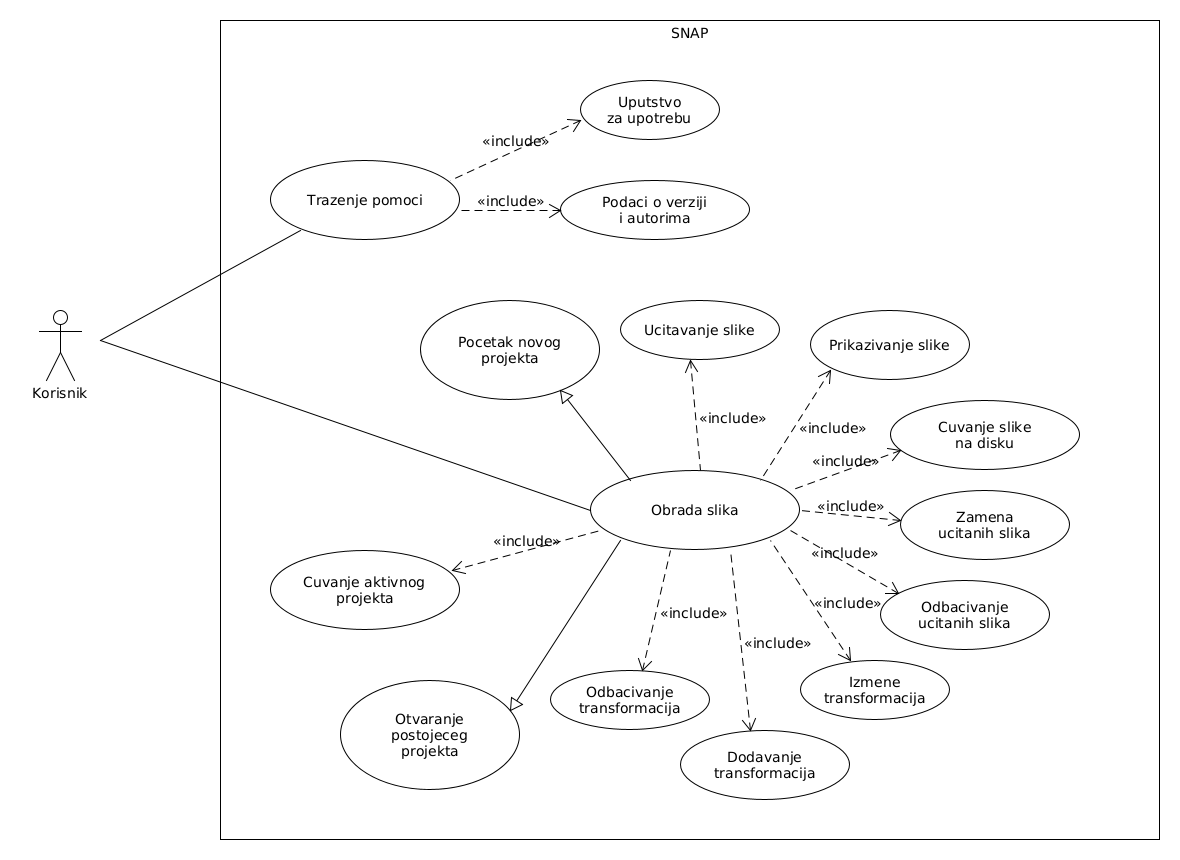 SNAP
Uputstvo
za upotrebu
«include»
Trazenje pomoci
«include»
Podaci o verziji
i autorima
Korisnik
Pocetak novog
projekta
Ucitavanje slike
Prikazivanje slike
«include»
«include»
Cuvanje slike
na disku
«include»
Obrada slika
«include»
Zamena
ucitanih slika
«include»
«include»
Cuvanje aktivnog
projekta
Odbacivanje
ucitanih slika
«include»
«include»
«include»
Izmene
transformacija
Odbacivanje
transformacija
Otvaranje
postojeceg
projekta
Dodavanje
transformacija